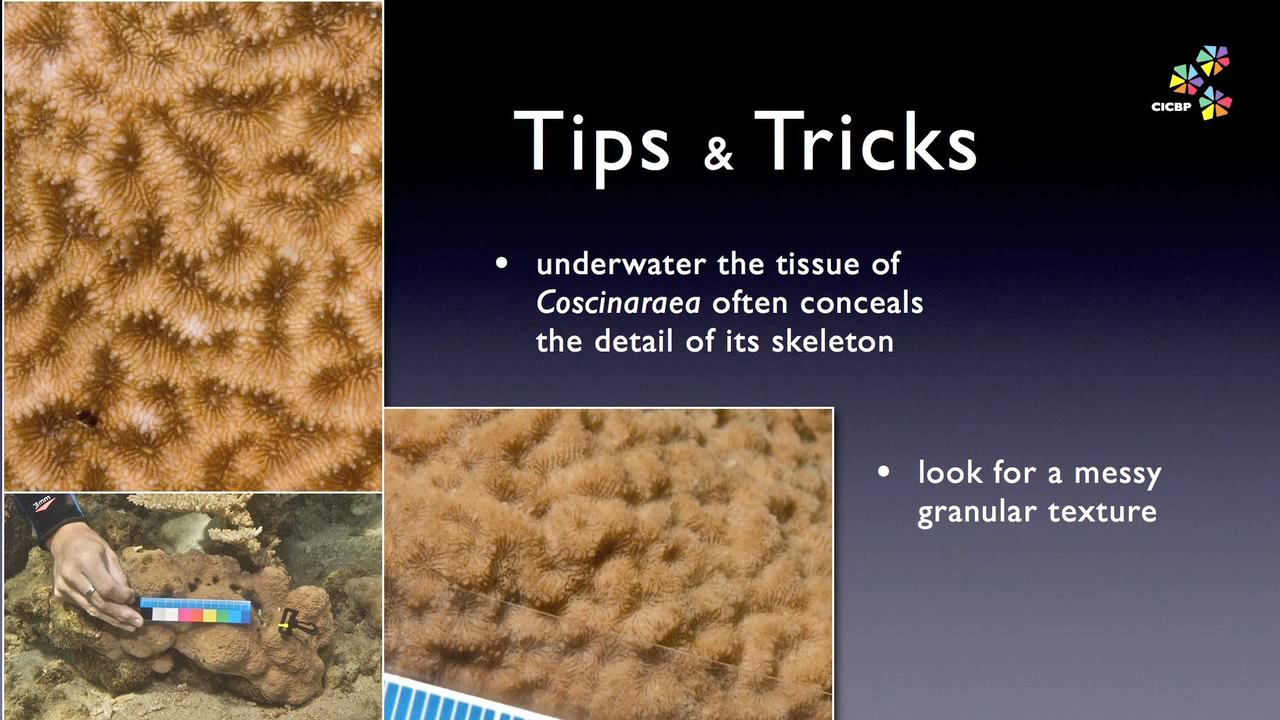 CICBP
Tips & Tricks
• underwater the tissue of
Coscinaraea often conceals
the detail of its skeleton
• look for a messy
granular texture
3mm